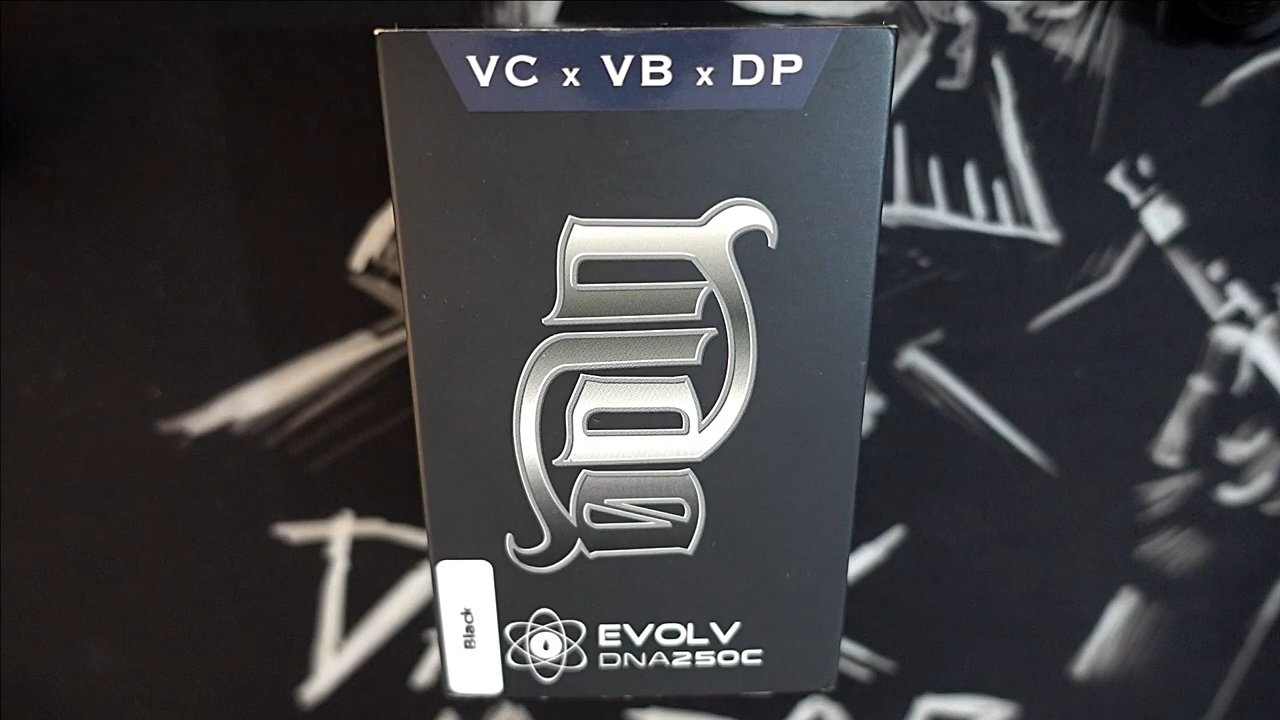 VC x VB x DP
Black
EVOLV
DNA250C